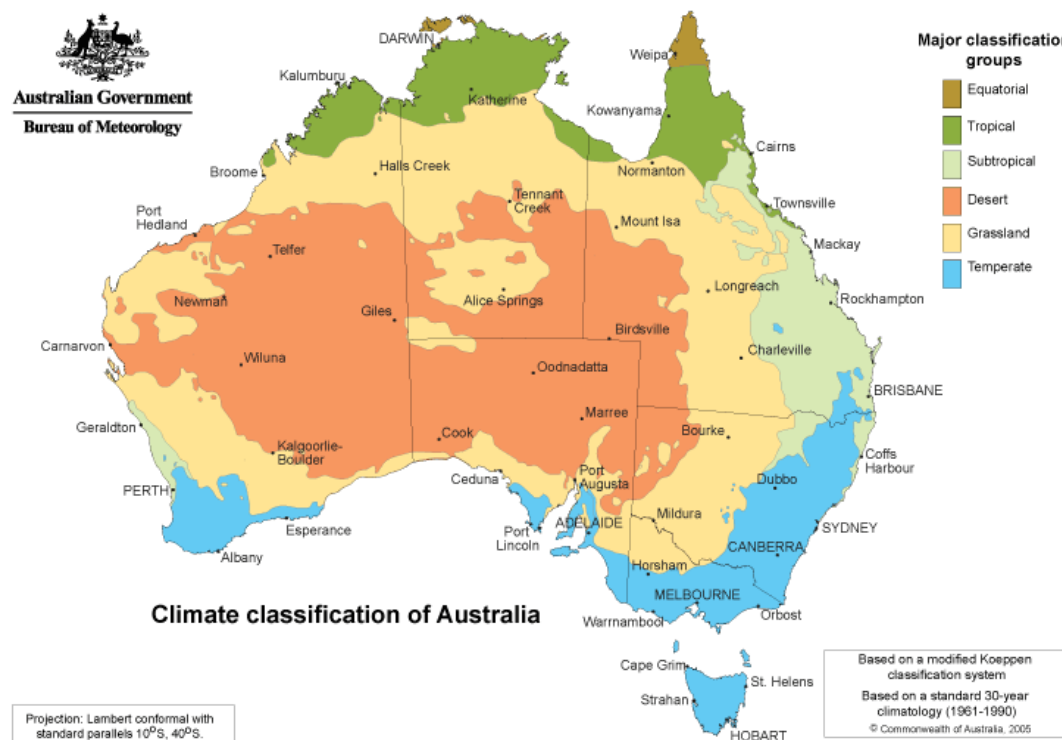 Australian Government
Bureau of Meteorology
Major classification
groups
Equatorial
Tropical
Subtropical
Desert
Grassland
Temperate
DARWIN
Weipa
Kalumburu
Katherine
Kowanyama
Cairns
Broome
Halls Creek
Normanton
Tennant
Creek
Townsville
Port
Hedland
Mount Isa
Mackay
Telfer
Newman
Alice Springs
Longreach
Rockhampton
Giles
Birdsville
Carnarvon
Wiluna
Oodnadatta
Charleville
BRISBANE
Geraldton
Marree
Cook
Bourke
Kalgoorlie-
Boulder
Coffs
Harbour
Ceduna
Port
Augusta
Dubbo
PERTH
Esperance
Port
Lincoln
ADELAIDE
Mildura
SYDNEY
Albany
CANBERRA
Horsham
MELBOURNE
Warrnambool
Orbost
Climate classification of Australia
Cape Grim
St. Helens
Strahan
HOBART
Based on a modified Koeppen
classification system
Based on a standard 30-year
climatology (1961-1990)
© Commonwealth of Australia, 2005
Projection: Lambert conformal with
standard parallels 10°S, 40°S.